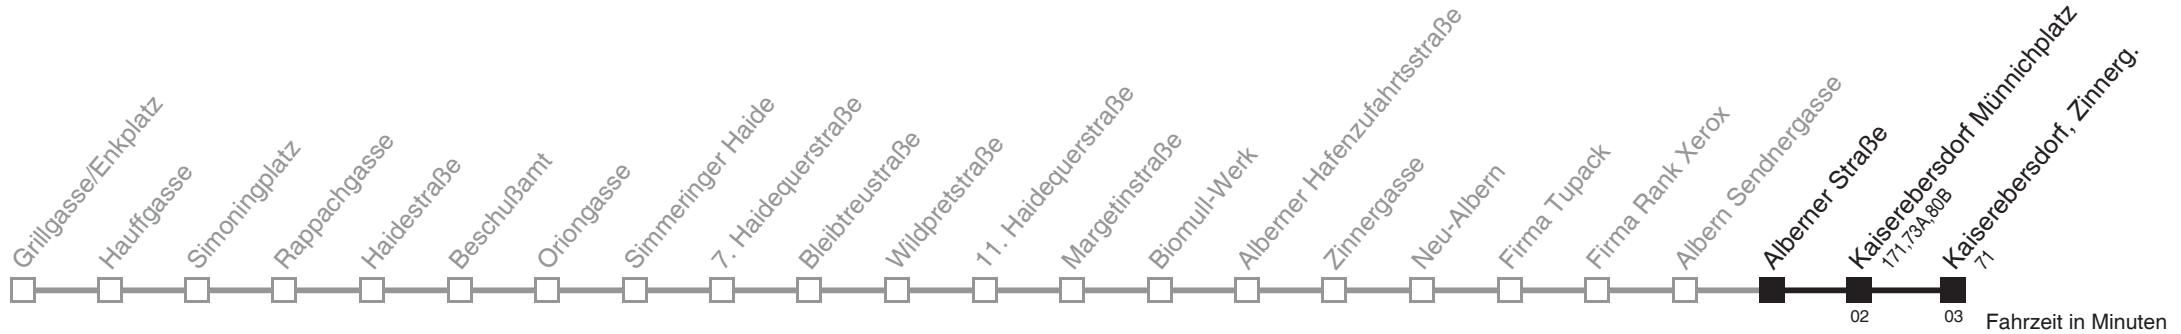 Grillgasse/Enkplatz
Hauffgasse
Simoningplatz
Rappachgasse
Haidestraße
Beschußamt
Oriongasse
Simmeringer Haide
7. Haidequerstraße
Bleibtreustraße
Wildpretstraße
11. Haidequerstraße
Margetinstraße
Biomull-Werk
Alberner Hafenzufahrtsstraße
Zinnergasse
Neu-Albern
Firma Tupack
Firma Rank Xerox
Albern Sendnergasse
Alberner Straße
Kaiserebersdorf Münnichplatz
171,73A,80B
Kaiserebersdorf, Zinnerg.
71
02
03
Fahrzeit in Minuten